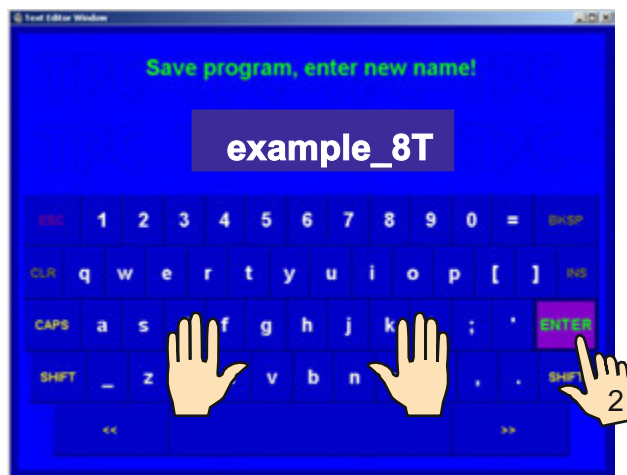 Text Editor Window
Save program, enter new name!
example_8T
ESC 1 2 3 4 5 6 7 8 9 0 = BKSP
CLR q w e r t y u i o p [ ] INS
CAPS a s f g h j k ; ' ENTER
SHIFT _ z v b n , . SHIFT
2
<< >>